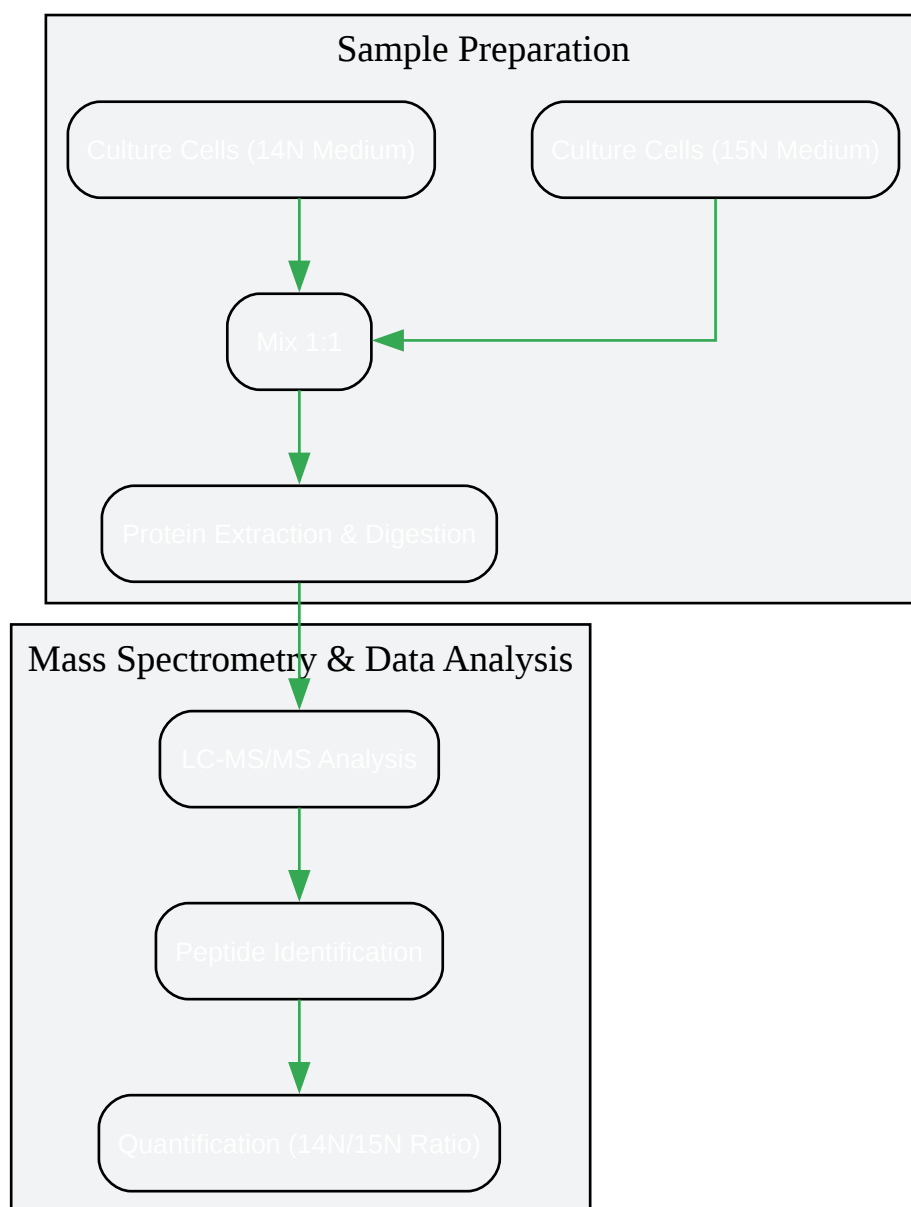 Sample Preparation
Culture Cells (14N Medium)
Culture Cells (15N Medium)
Mix 1:1
Protein Extraction & Digestion
Mass Spectrometry & Data Analysis
LC-MS/MS Analysis
Peptide Identification
Quantification (14N/15N Ratio)